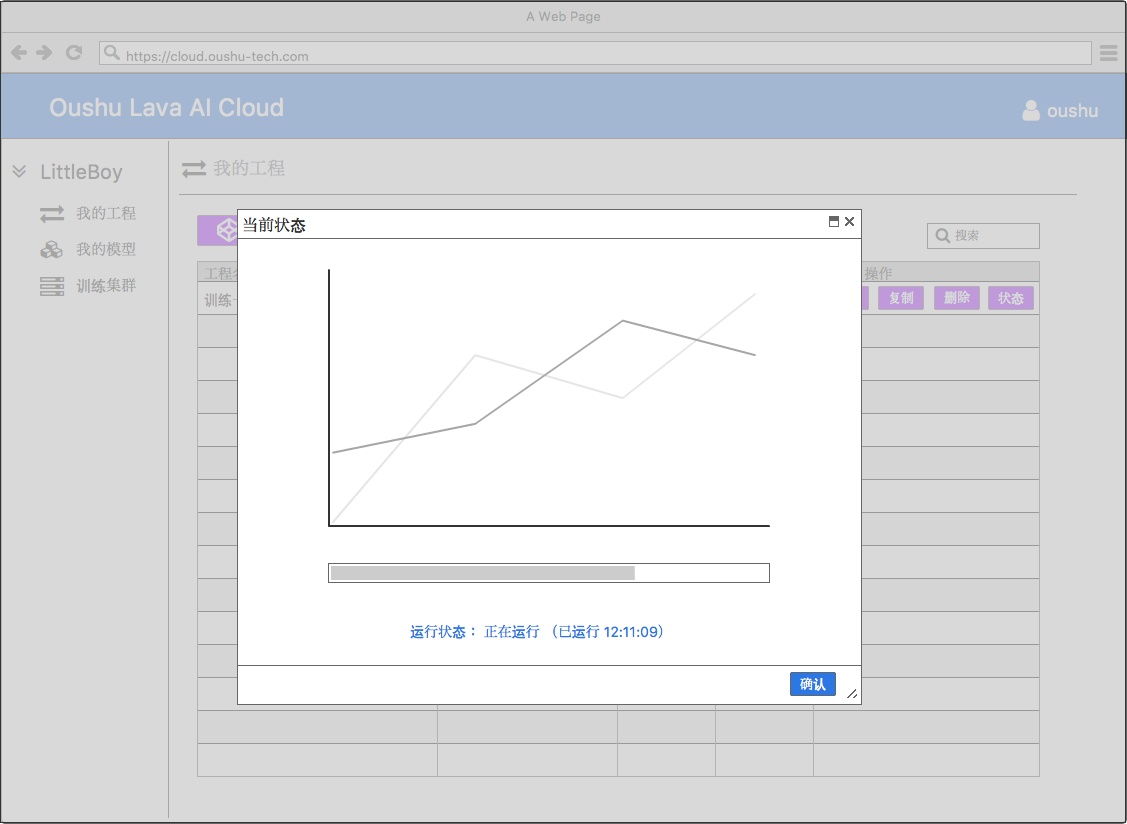 A Web Page
https://cloud.oushu-tech.com
Oushu Lava AI Cloud
oushu
LittleBoy
我的工程
我的模型
训练集群
我的工程
搜索
工程
操作
训练
复制
删除
状态
当前状态
运行状态： 正在运行 （已运行 12:11:09）
确认